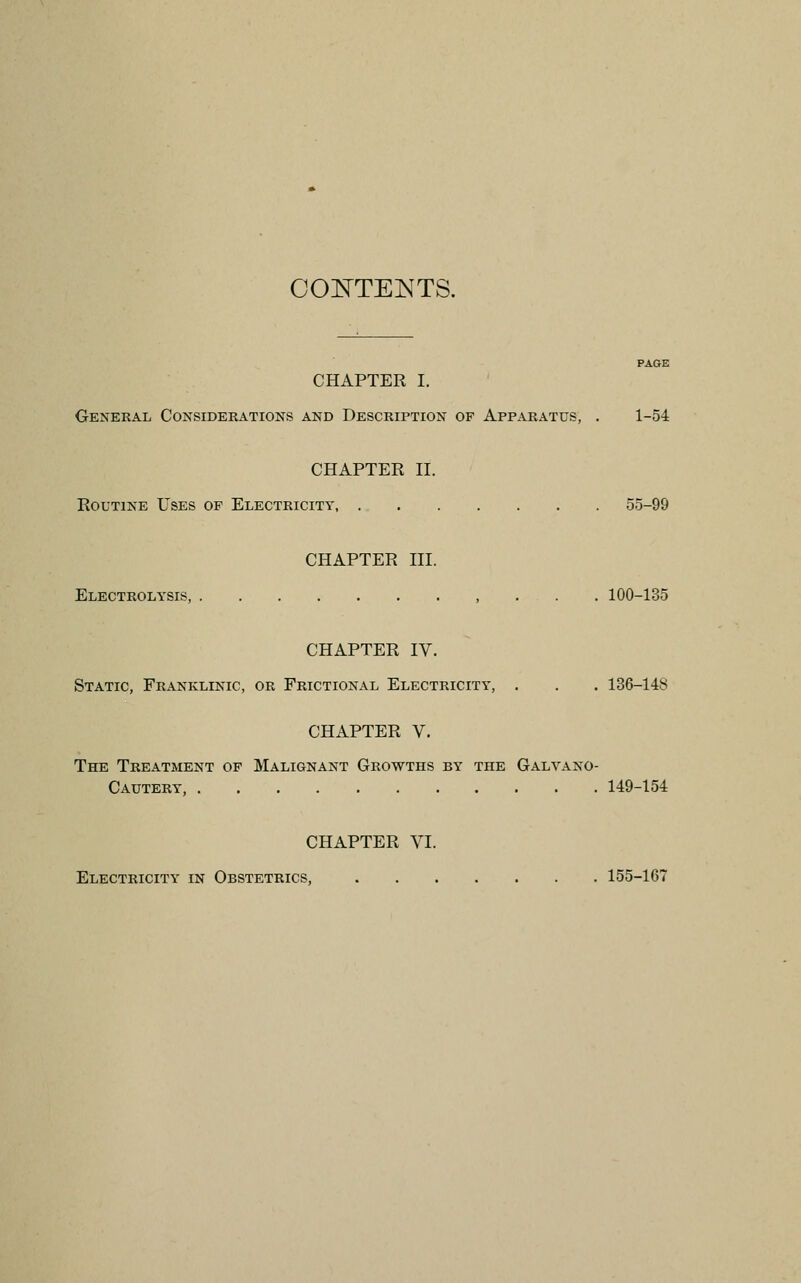 CONTENTS.
PAGE
CHAPTER I.
General Considerations and Description of Apparatus, . 1-54
CHAPTER II.
Routine Uses of Electricity, . . . . . . . 55-99
CHAPTER III.
Electrolysis, . . . . . . . , . . . 100-135
CHAPTER IV.
Static, Franklinic, or Frictional Electricity, . . . 136-148
CHAPTER V.
The Treatment of Malignant Growths by the Galvano-
Cautery, . . . . . . . . . . . 149-154
CHAPTER VI.
Electricity in Obstetrics, . . . . . . . 155-167